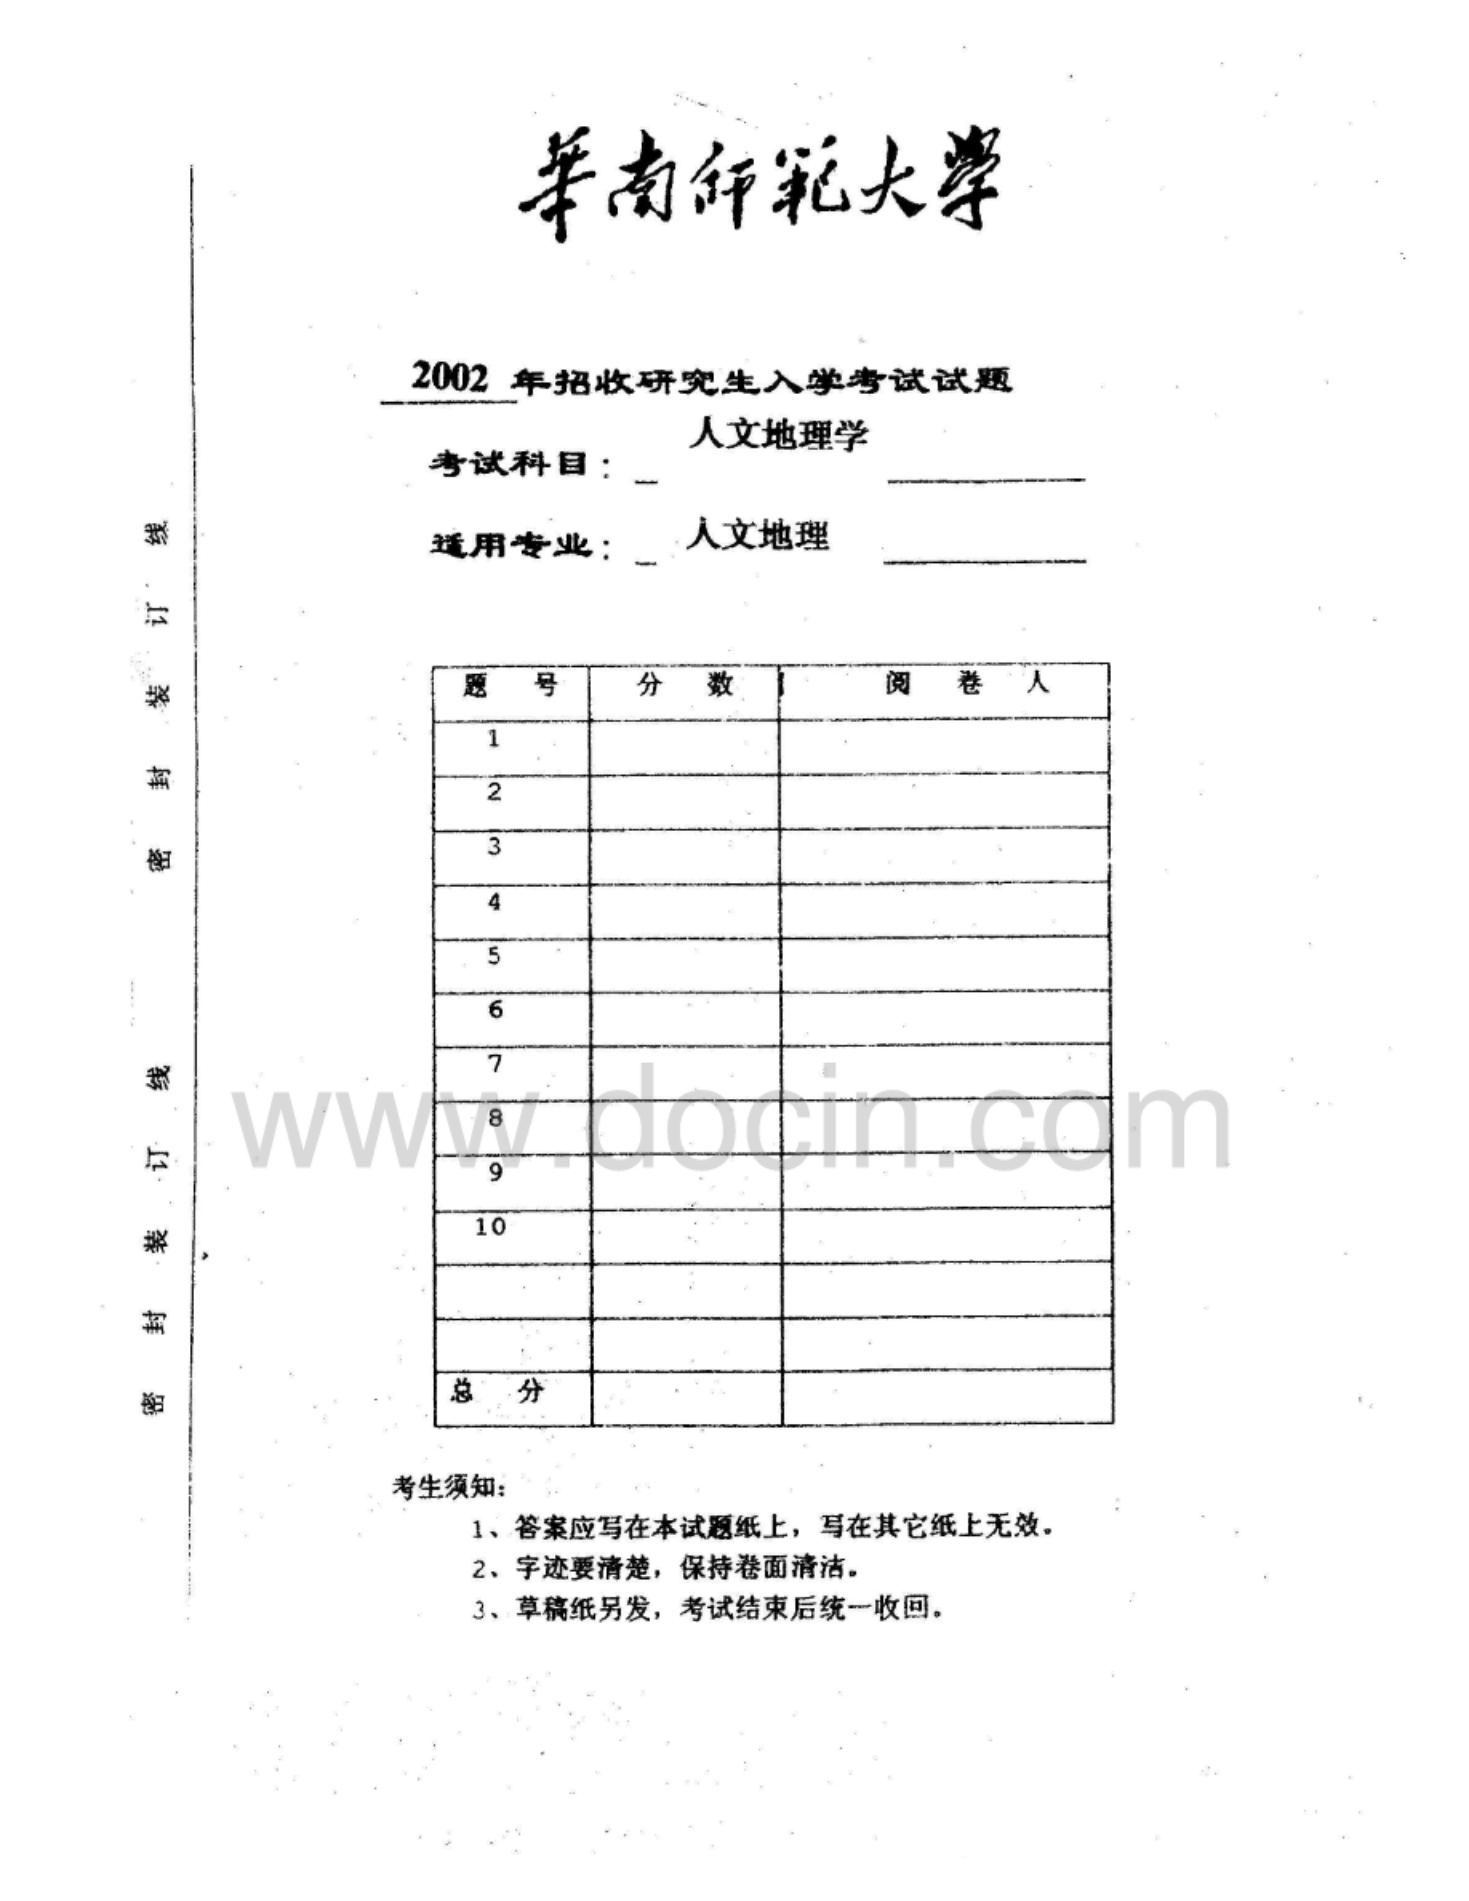 華南师範大學
2002 年招收研究生入学考试试题
考试科目： 人文地理学
适用专业： 人文地理
题 号 分 数 阅 卷 人
1
2
3
4
5
6
7
8
9
10
总 分
考生须知：
1、答案应写在本试题纸上，写在其它纸上无效。
2、字迹要清楚，保持卷面清洁。
3、草稿纸另发，考试结束后统一收回。
密 封 装 订 线
密 封 装 订 线
www.docin.com